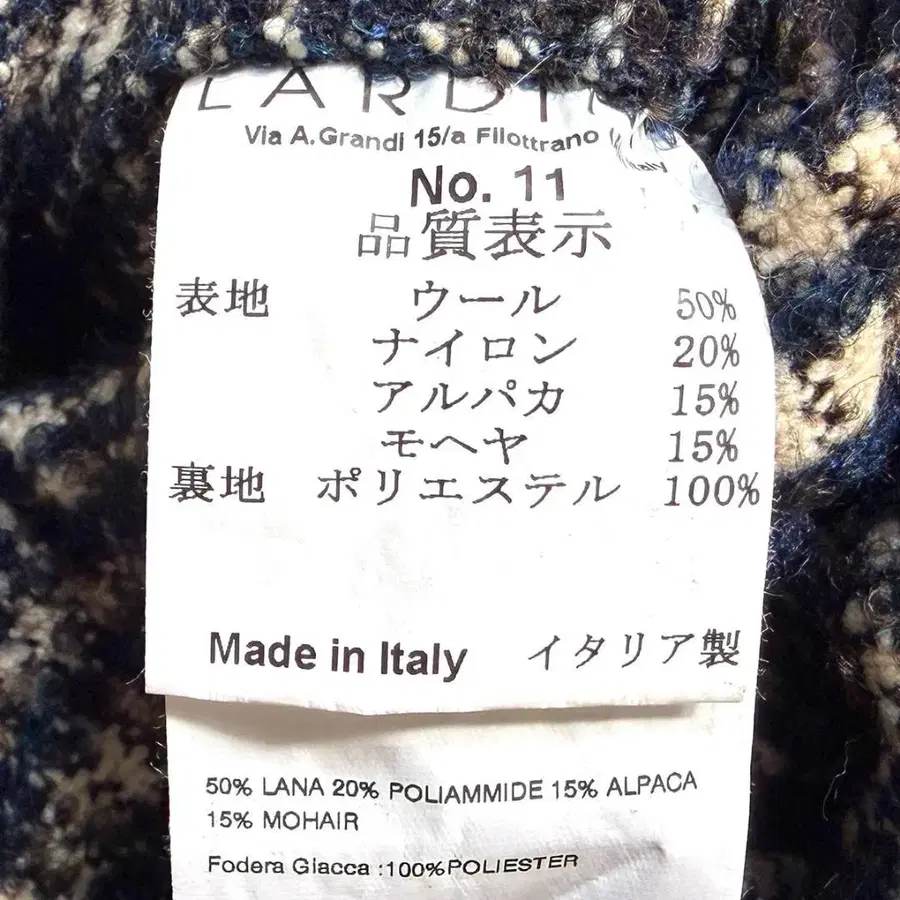 Via A.Grandi 15/a Filottrano
No. 11
品質表示
表地 ウール 50%
ナイロン 20%
アルパカ 15%
モヘヤ 15%
裏地 ポリエステル 100%
Made in Italy イタリア製
50% LANA 20% POLIAMMIDE 15% ALPACA
15% MOHAIR
Fodera Giacca :100%POLIESTER